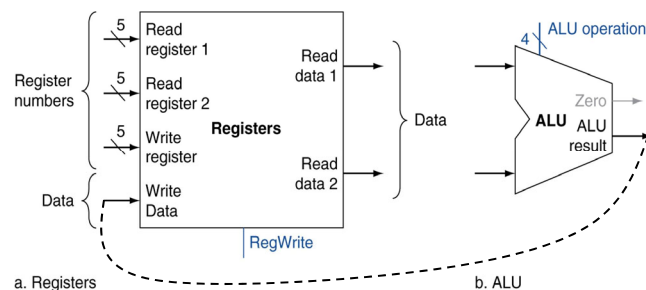 5
Read
register 1
5
Read
register 2
Register
numbers
5
Write
register
Registers
Read
data 1
Data
Read
data 2
Data
Write
Data
RegWrite
4
ALU operation
Zero
ALU
ALU
result
a. Registers
b. ALU